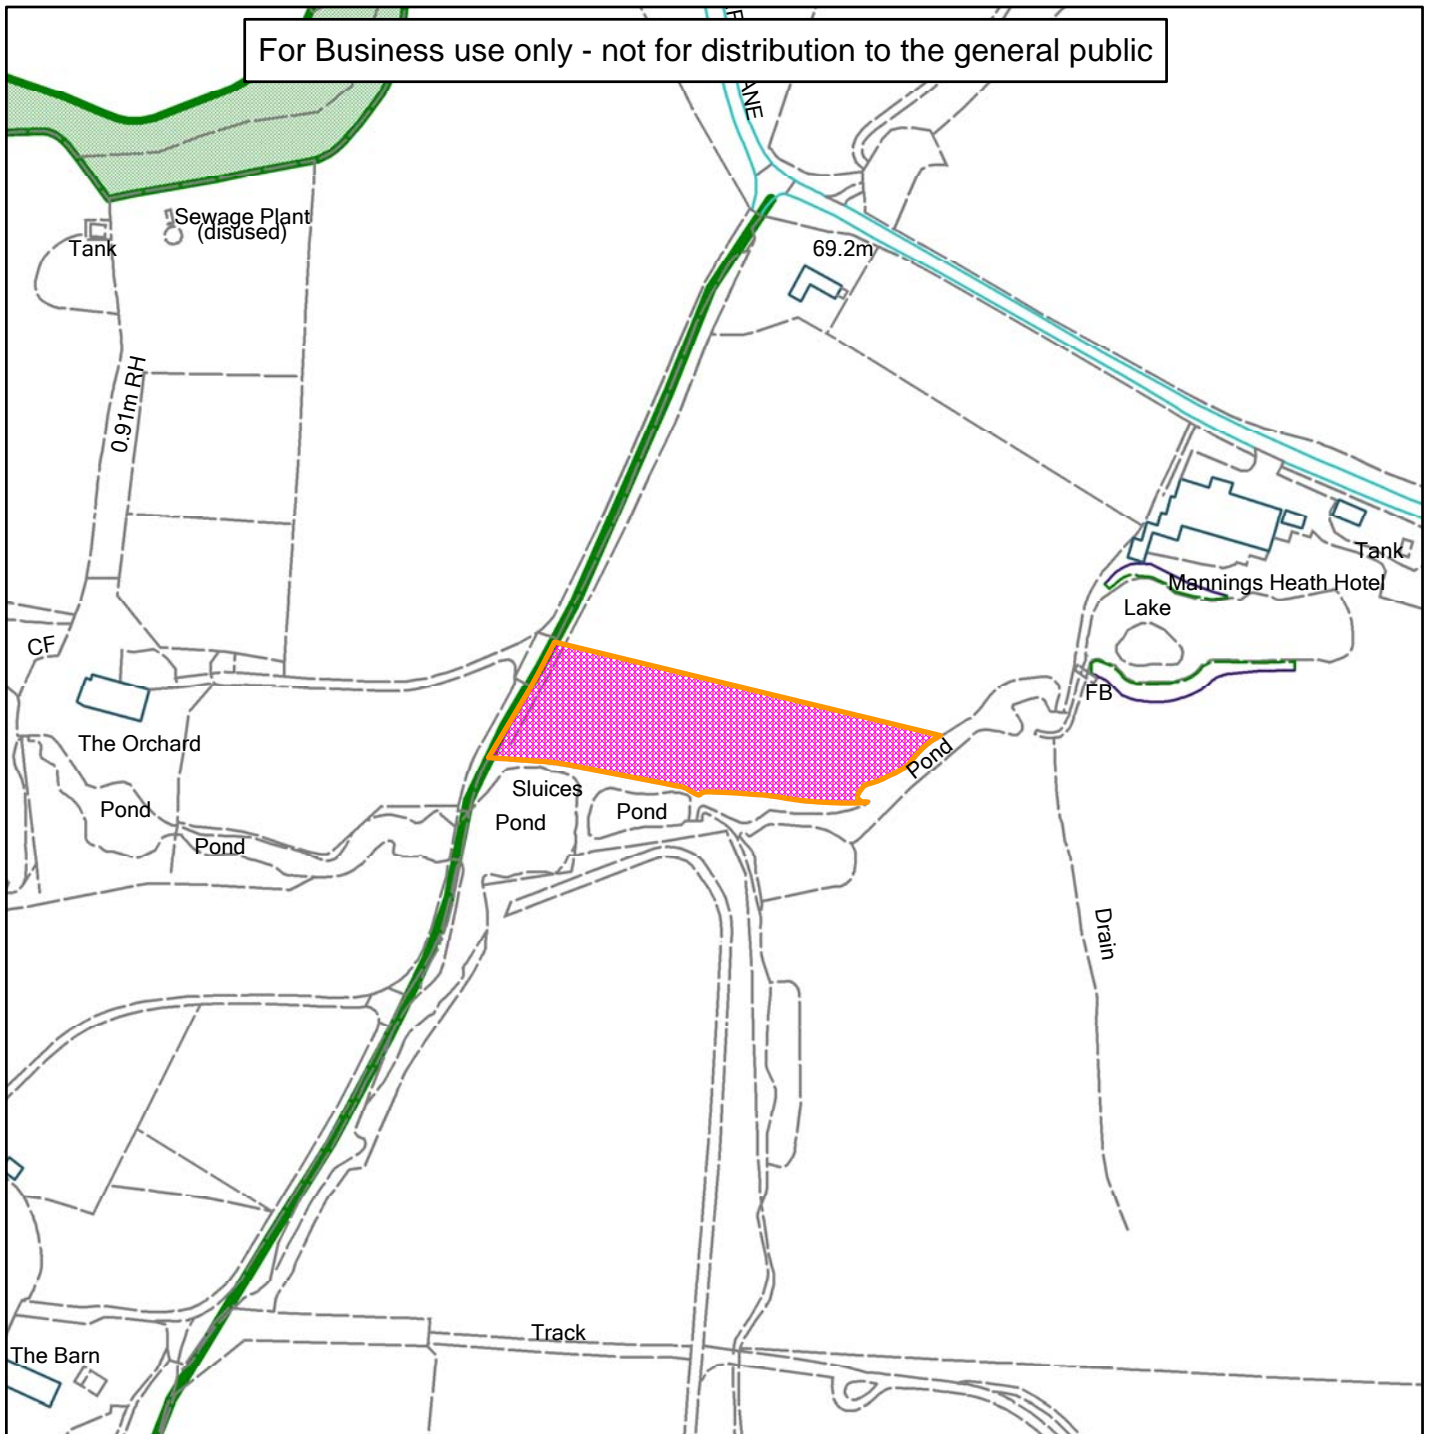 For Business use only - not for distribution to the general public
Sewage Plant
(disused)
Tank
69.2m
0.91m RH
Tank
Mannings Heath Hotel
Lake
CF
FB
The Orchard
Pond
Sluices
Pond
Pond
Pond
Pond
Drain
Track
The Barn